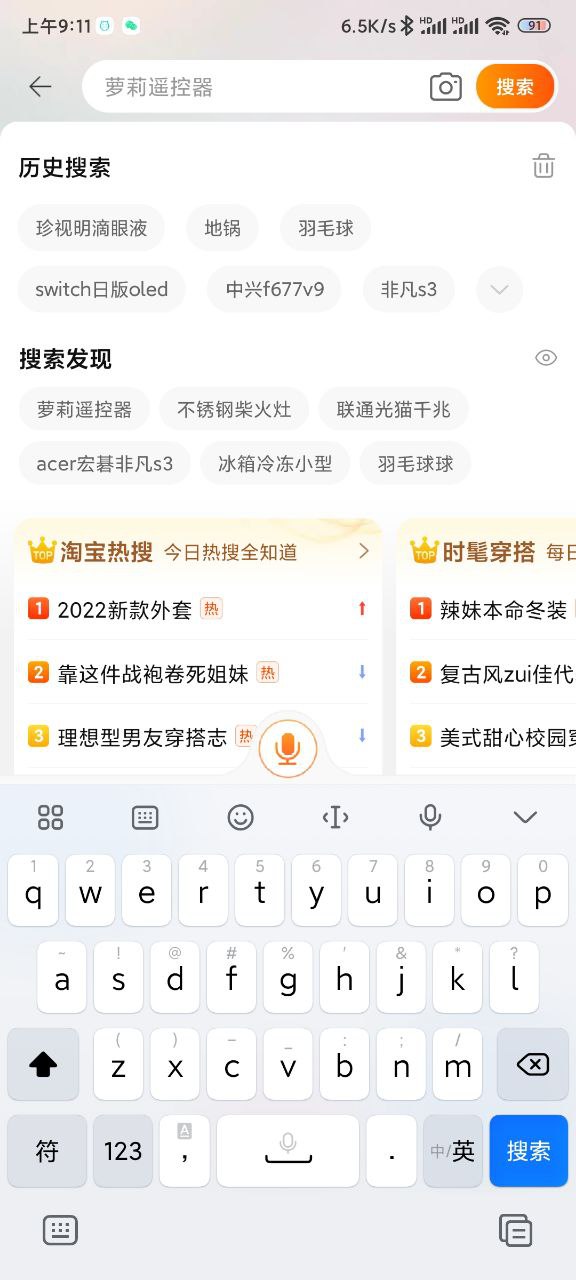 上午9:11
6.5K/s HD HD 91
萝莉遥控器 搜索
历史搜索
珍视明滴眼液 地锅 羽毛球
switch日版oled 中兴f677v9 非凡s3
搜索发现
萝莉遥控器 不锈钢柴火灶 联通光猫千兆
acer宏碁非凡s3 冰箱冷冻小型 羽毛球球
TOP 淘宝热搜 今日热搜全知道
1 2022新款外套 热
2 靠这件战袍卷死姐妹 热
3 理想型男友穿搭志 热
TOP 时髦穿搭 每日
1 辣妹本命冬装
2 复古风zui佳代
3 美式甜心校园穿
1 2 3 4 5 6 7 8 9 0
q w e r t y u i o p
~ ! @ # % ' & * ?
a s d f g h j k l
( ) – _ : ; /
z x c v b n m
符 123 A , . 中/英 搜索